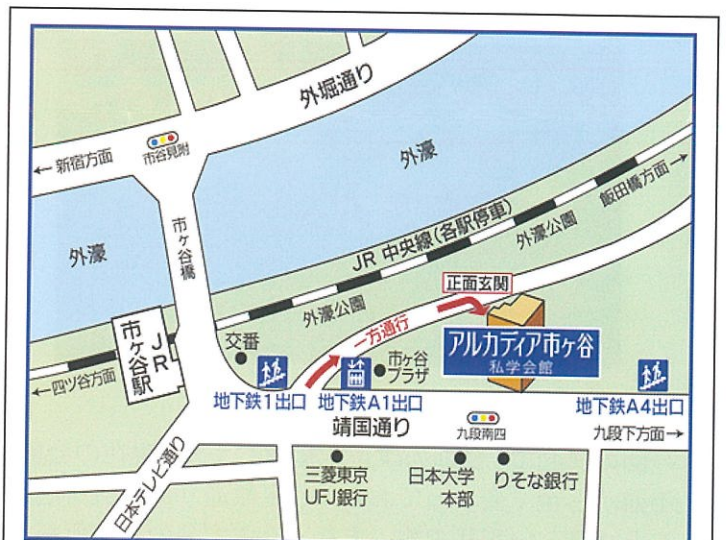 外堀通り
←新宿方面
市谷見附
外濠
飯田橋方面→
市ヶ谷橋
外濠
JR 中央線(各駅停車)
外濠公園
正面玄関
外濠公園
一方通行
JR
市ヶ谷駅
交番
市ヶ谷
プラザ
アルカディア市ヶ谷
私学会館
←四ツ谷方面
地下鉄1出口
地下鉄A1出口
地下鉄A4出口
靖国通り
九段南四
九段下方面→
日本テレビ通り
三菱東京
UFJ銀行
日本大学
本部
りそな銀行